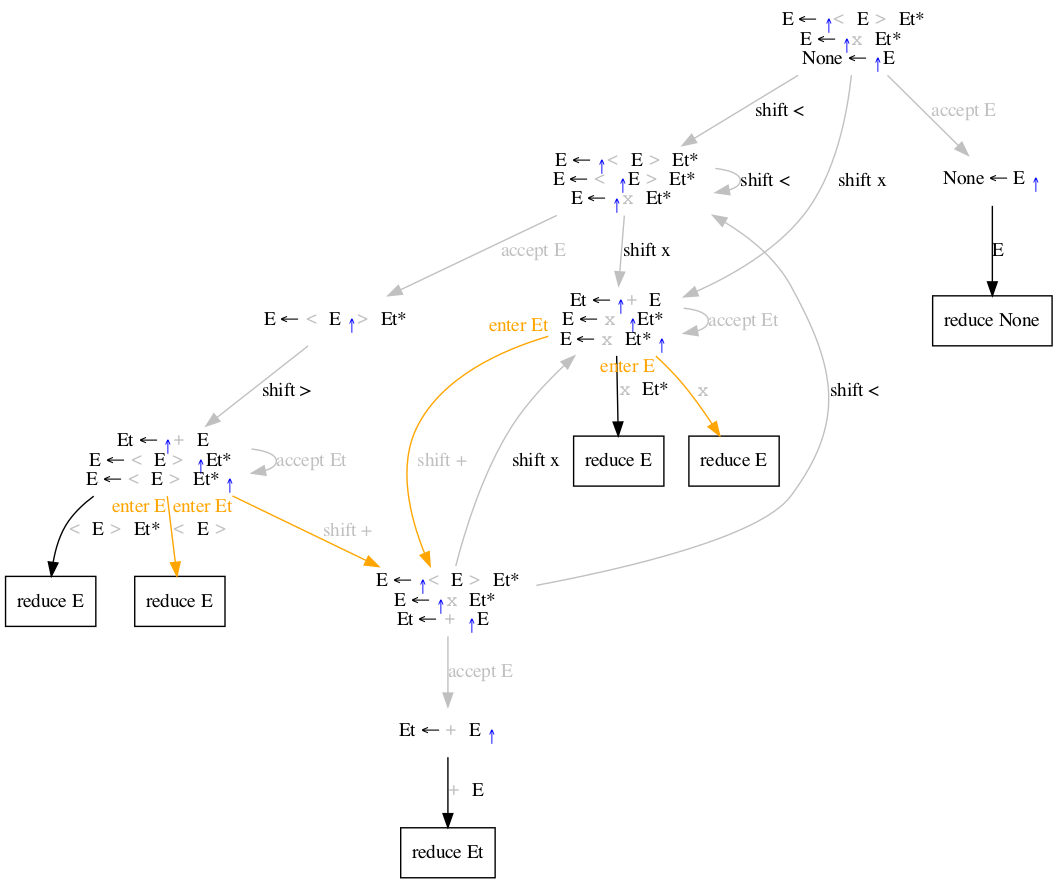 E ← ↑< E > Et*
E ← ↑x Et*
None ← ↑E
shift <
accept E
E ← ↑< E > Et*
E ← < ↑E > Et*
E ← ↑x Et*
shift <
shift x
None ← E ↑
accept E
shift x
E
Et ← ↑+ E
E ← x ↑Et*
E ← x Et* ↑
accept Et
reduce None
E ← < E ↑> Et*
enter Et
enter E
shift >
x Et*
x
shift <
Et ← ↑+ E
E ← < E > ↑Et*
E ← < E > Et* ↑
accept Et
shift +
shift x
reduce E
reduce E
enter E
enter Et
< E > Et*
< E >
shift +
E ← ↑< E > Et*
E ← ↑x Et*
Et ← + ↑E
reduce E
reduce E
accept E
Et ← + E ↑
+ E
reduce Et